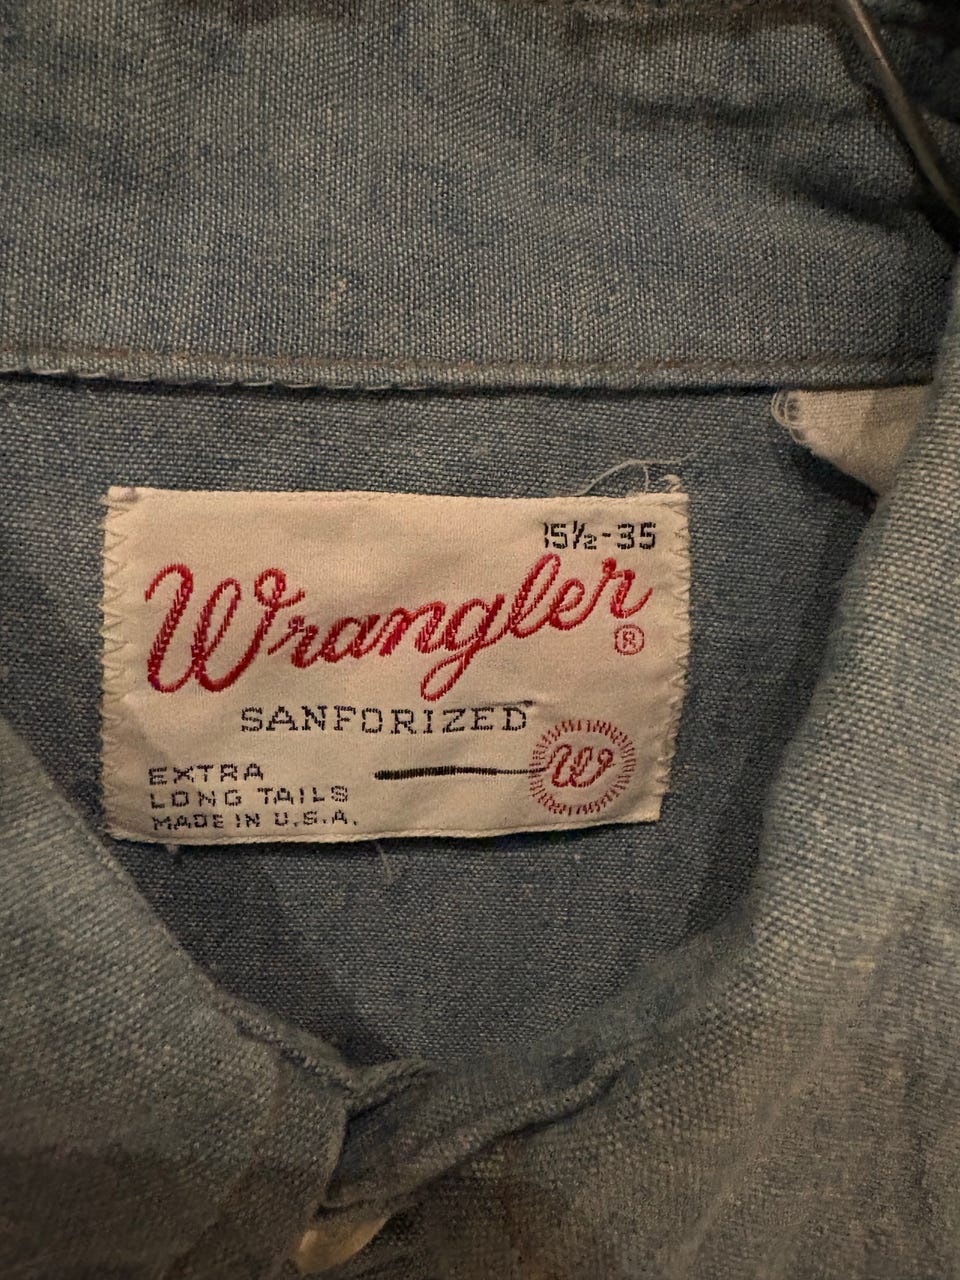 15½-35
Wrangler
®
SANFORIZED
W
EXTRA
LONG TAILS
MADE IN U.S.A.